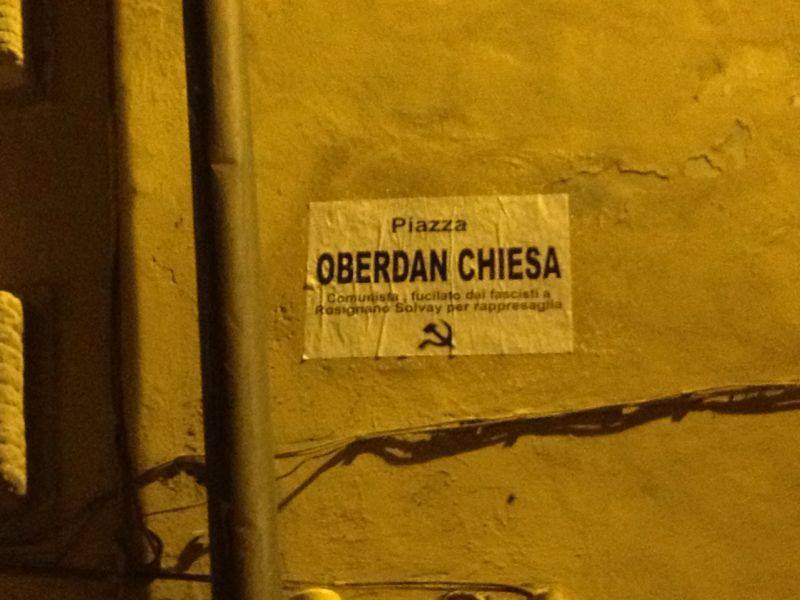 Piazza
OBERDAN CHIESA
Comunista , fucilato dai fascisti a
Rosignano Solvay per rappresaglia